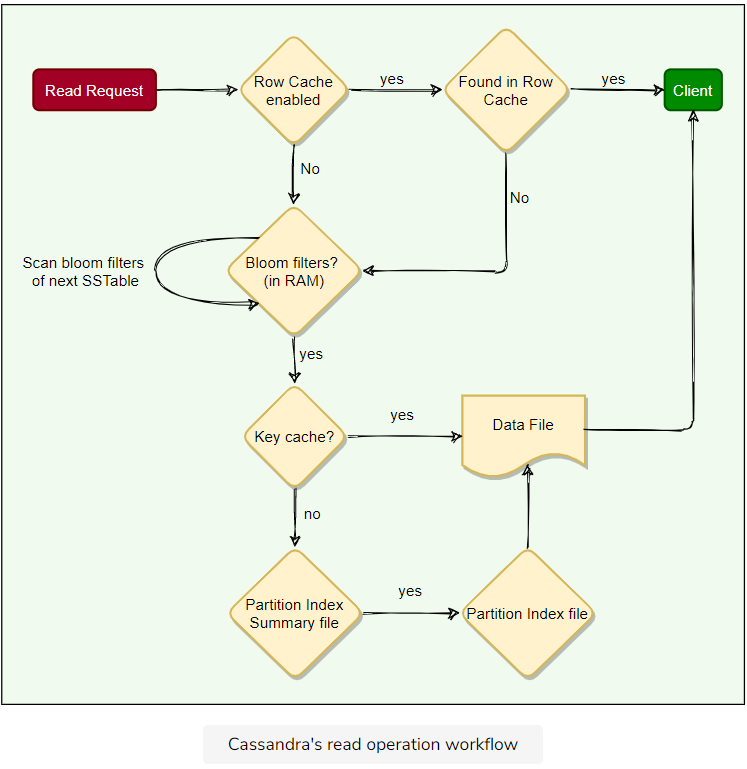 Read Request
Row Cache
enabled
yes
Found in Row
Cache
yes
Client
No
No
Scan bloom filters
of next SSTable
Bloom filters?
(in RAM)
yes
Key cache?
yes
Data File
no
Partition Index
Summary file
yes
Partition Index file
Cassandra's read operation workflow